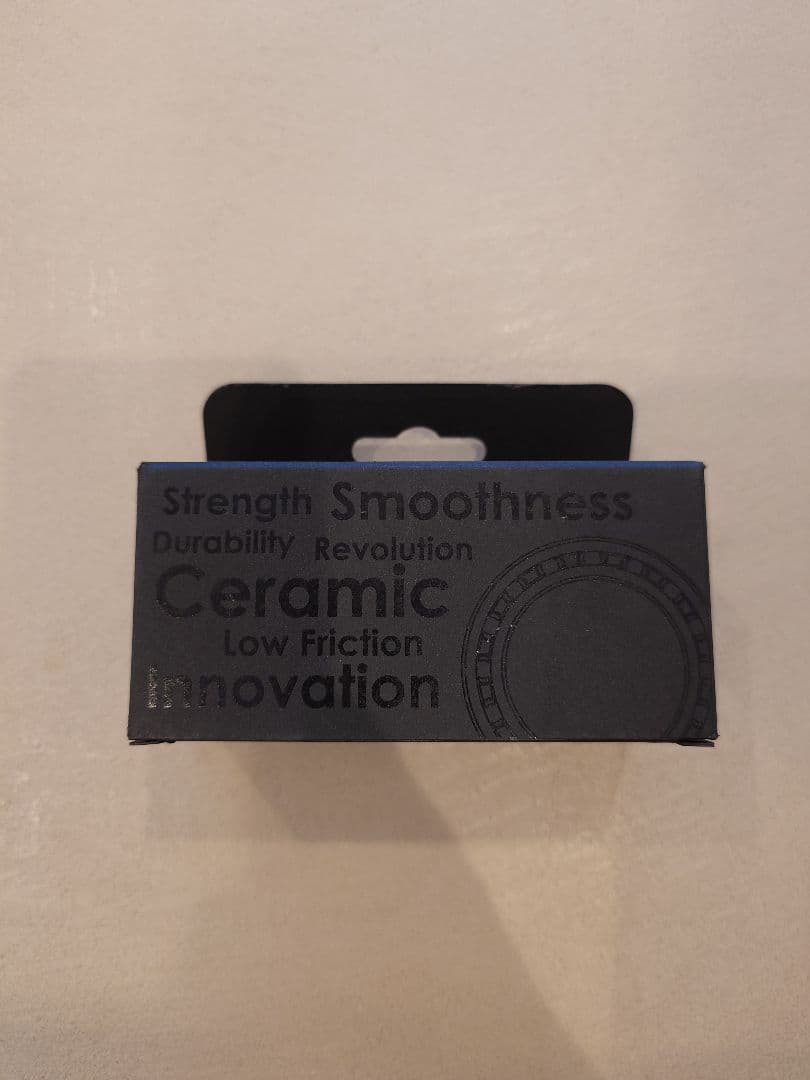 Strength Smoothness
Durability Revolution
Ceramic
Low Friction
Innovation